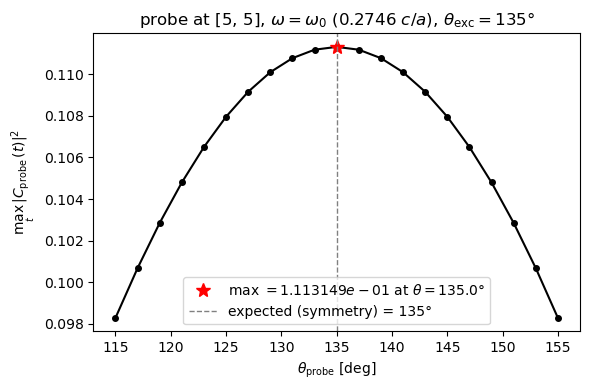 probe at [5, 5], ω = ω₀ (0.2746 c/a), θ_exc = 135°
max_t |C_probe(t)|²
0.110
0.108
0.106
0.104
0.102
0.100
0.098
max = 1.113149e − 01 at θ = 135.0°
expected (symmetry) = 135°
115 120 125 130 135 140 145 150 155
θ_probe [deg]